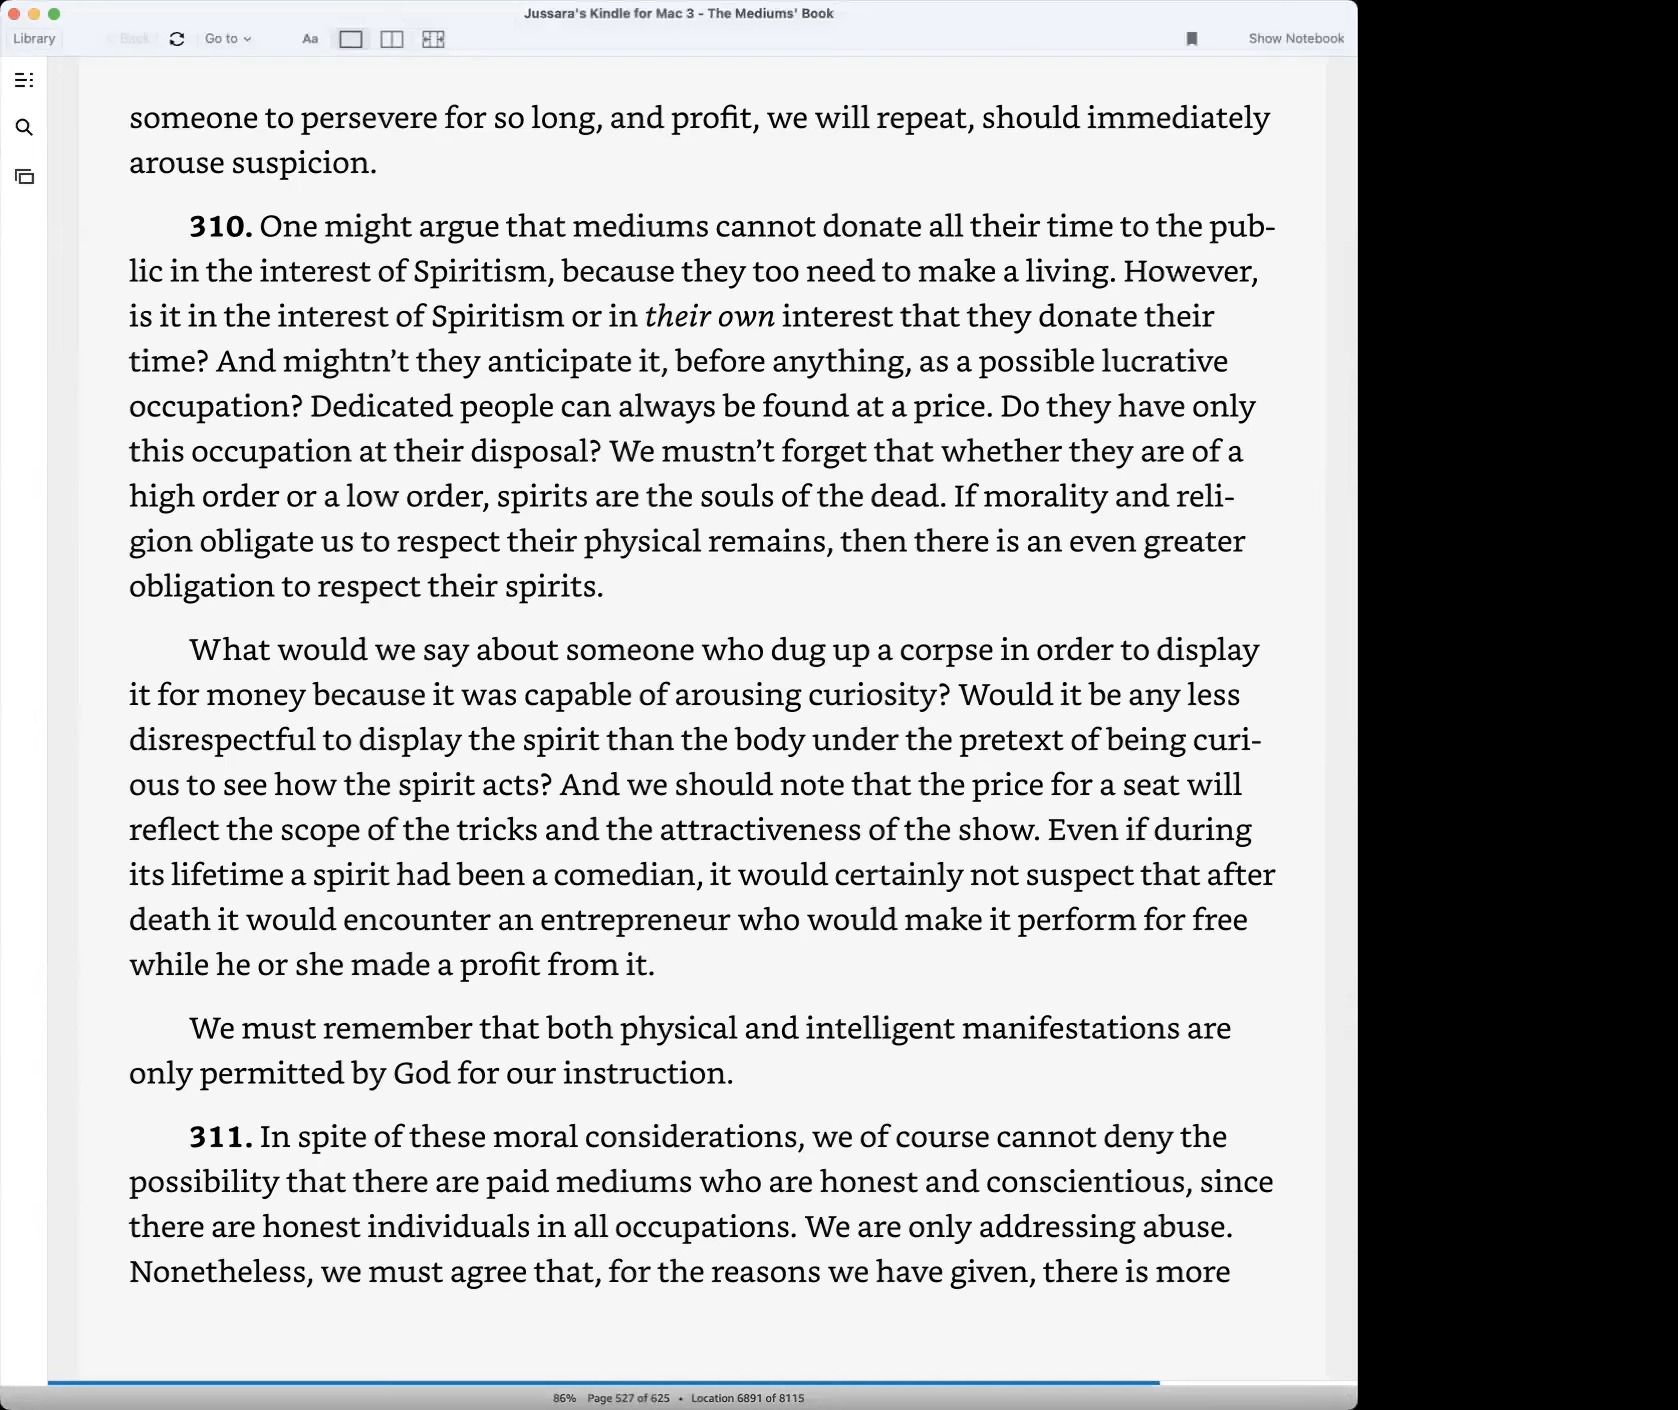 Jussara's Kindle for Mac 3 - The Mediums' Book
Library
Back
Go to
Aa
Show Notebook
someone to persevere for so long, and profit, we will repeat, should immediately
arouse suspicion.
310. One might argue that mediums cannot donate all their time to the pub-
lic in the interest of Spiritism, because they too need to make a living. However,
is it in the interest of Spiritism or in their own interest that they donate their
time? And mightn’t they anticipate it, before anything, as a possible lucrative
occupation? Dedicated people can always be found at a price. Do they have only
this occupation at their disposal? We mustn’t forget that whether they are of a
high order or a low order, spirits are the souls of the dead. If morality and reli-
gion obligate us to respect their physical remains, then there is an even greater
obligation to respect their spirits.
What would we say about someone who dug up a corpse in order to display
it for money because it was capable of arousing curiosity? Would it be any less
disrespectful to display the spirit than the body under the pretext of being curi-
ous to see how the spirit acts? And we should note that the price for a seat will
reflect the scope of the tricks and the attractiveness of the show. Even if during
its lifetime a spirit had been a comedian, it would certainly not suspect that after
death it would encounter an entrepreneur who would make it perform for free
while he or she made a profit from it.
We must remember that both physical and intelligent manifestations are
only permitted by God for our instruction.
311. In spite of these moral considerations, we of course cannot deny the
possibility that there are paid mediums who are honest and conscientious, since
there are honest individuals in all occupations. We are only addressing abuse.
Nonetheless, we must agree that, for the reasons we have given, there is more
86% Page 527 of 625 • Location 6891 of 8115